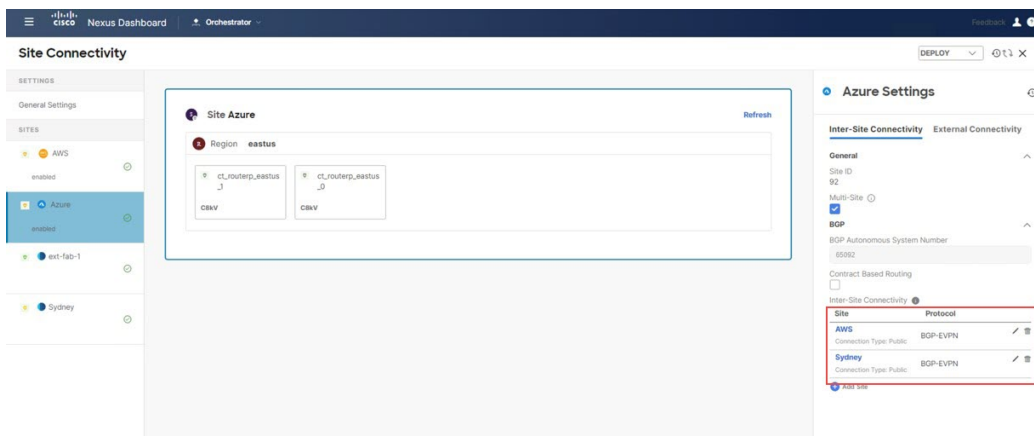 CISCO Nexus Dashboard Orchestrator Feedback
Site Connectivity
DEPLOY
SETTINGS
General Settings
SITES
AWS
enabled
Azure
enabled
ext-fab-1
Sydney
Site Azure
Refresh
Region eastus
ct_routerp_eastus
_1
C8kV
ct_routerp_eastus
_0
C8kV
Azure Settings
Inter-Site Connectivity External Connectivity
General
Site ID
92
Multi-Site
BGP
BGP Autonomous System Number
65092
Contract Based Routing
Inter-Site Connectivity
Site Protocol
AWS
BGP-EVPN
Connection Type: Public
Sydney
BGP-EVPN
Connection Type: Public
Add Site